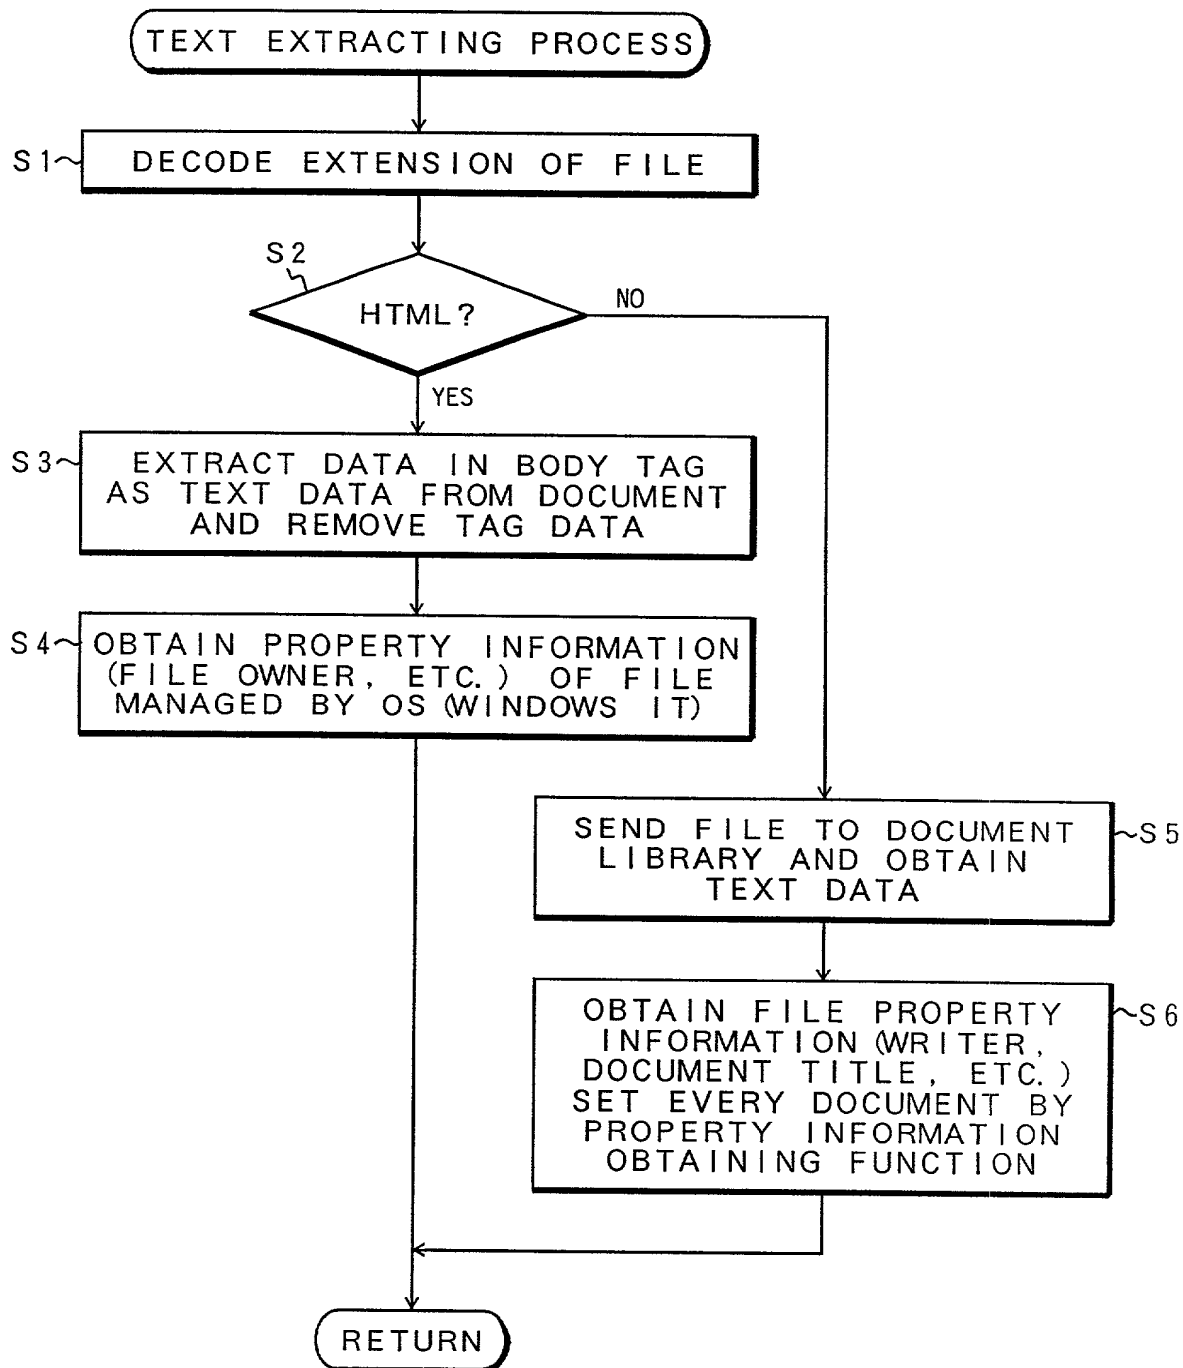 TEXT EXTRACTING PROCESS
S1
DECODE EXTENSION OF FILE
S2
HTML?
NO
YES
S3
EXTRACT DATA IN BODY TAG
AS TEXT DATA FROM DOCUMENT
AND REMOVE TAG DATA
S4
OBTAIN PROPERTY INFORMATION
(FILE OWNER, ETC.) OF FILE
MANAGED BY OS (WINDOWS IT)
SEND FILE TO DOCUMENT
LIBRARY AND OBTAIN
TEXT DATA
S5
OBTAIN FILE PROPERTY
INFORMATION (WRITER,
DOCUMENT TITLE, ETC.)
SET EVERY DOCUMENT BY
PROPERTY INFORMATION
OBTAINING FUNCTION
S6
RETURN